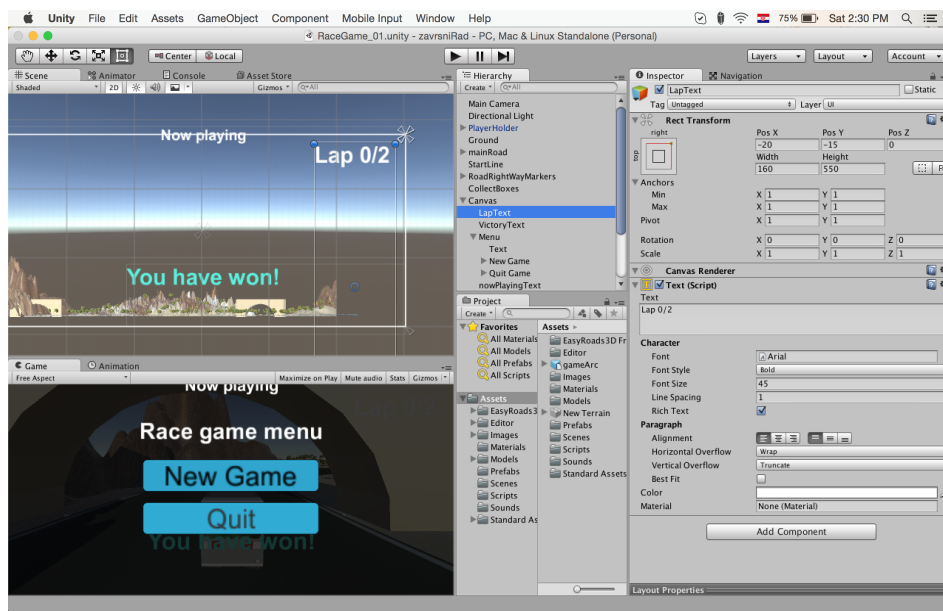 Unity File Edit Assets GameObject Component Mobile Input Window Help 75% Sat 2:30 PM
RaceGame_01.unity - zavrsniRad - PC, Mac & Linux Standalone (Personal)
Center Local Layers Layout Account
Scene Animator Console Asset Store
Shaded 2D Gizmos All
Now playing
Lap 0/2
You have won!
Game Animation
Free Aspect Maximize on Play Mute audio Stats Gizmos
Now playing
Race game menu
New Game
Quit
You have won!
Hierarchy
Create All
Main Camera
Directional Light
PlayerHolder
Ground
mainRoad
StartLine
RoadRightWayMarkers
CollectBoxes
Canvas
LapText
VictoryText
Menu
Text
New Game
Quit Game
nowPlayingText
Project
Create
Favorites
All Materials
All Models
All Prefabs
All Scripts
Assets
EasyRoads3
Editor
Images
Materials
Models
Prefabs
Scenes
Scripts
Sounds
Standard As
Assets
EasyRoads3D Fr
Editor
gameArc
Images
Materials
Models
New Terrain
Prefabs
Scenes
Scripts
Sounds
Standard Assets
Inspector Navigation
LapText Static
Tag Untagged Layer UI
Rect Transform
right Pos X Pos Y Pos Z
top -20 -15 0
Width Height
160 550 R
Anchors
Min X 1 Y 1
Max X 1 Y 1
Pivot X 1 Y 1
Rotation X 0 Y 0 Z 0
Scale X 1 Y 1 Z 1
Canvas Renderer
Text (Script)
Text
Lap 0/2
Character
Font Arial
Font Style Bold
Font Size 45
Line Spacing 1
Rich Text
Paragraph
Alignment
Horizontal Overflow Wrap
Vertical Overflow Truncate
Best Fit
Color
Material None (Material)
Add Component
Layout Properties